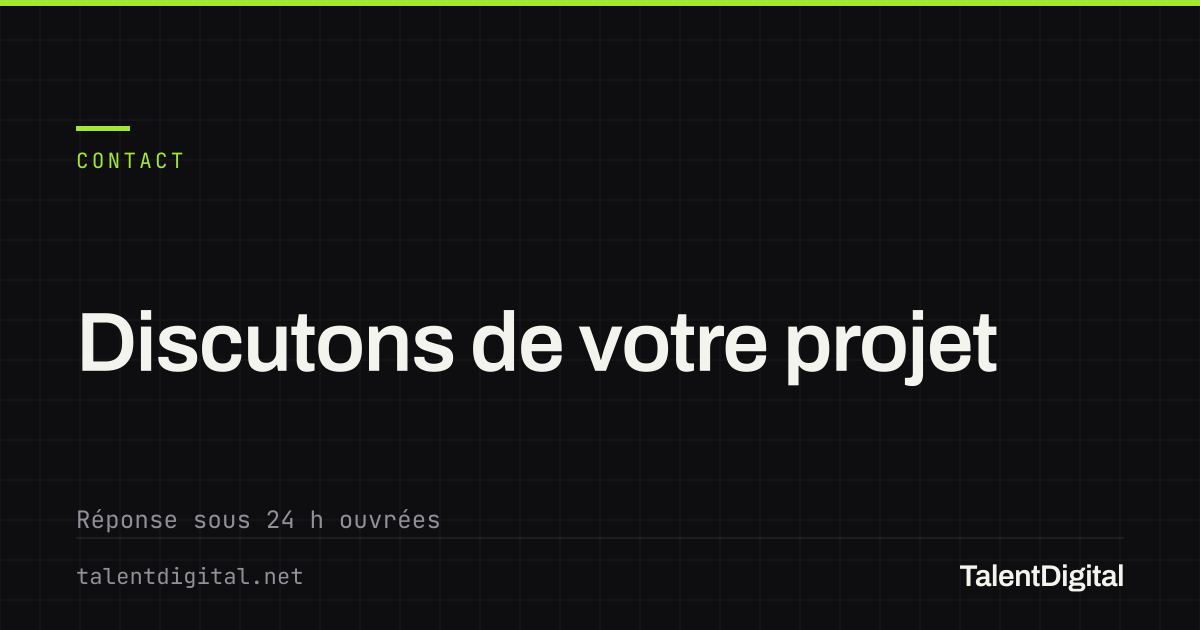 CONTACT
Discutons de votre projet
Réponse sous 24 h ouvrées
talentdigital.net
TalentDigital